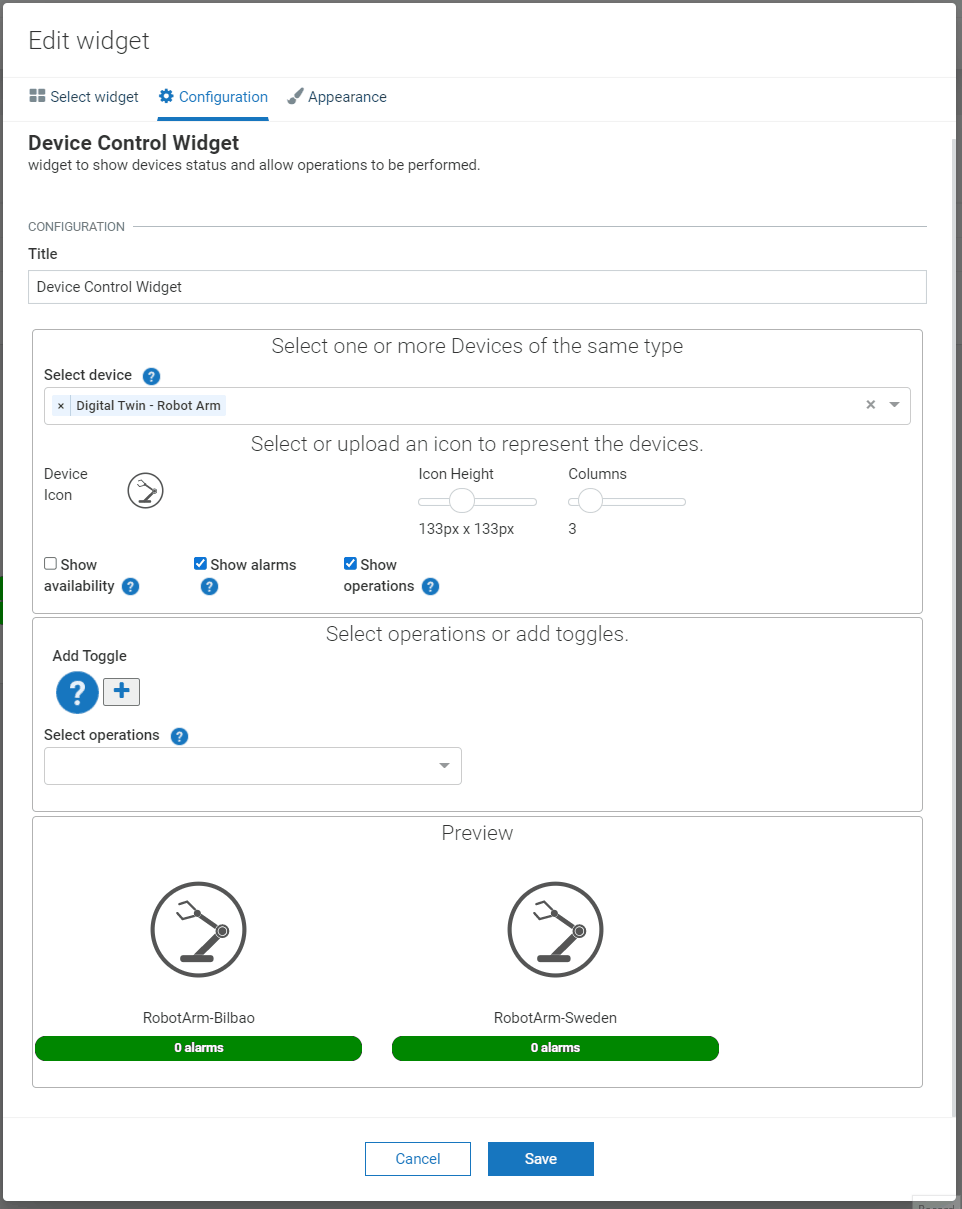 Edit widget
Select widget Configuration Appearance
Device Control Widget
widget to show devices status and allow operations to be performed.
CONFIGURATION
Title
Device Control Widget
Select one or more Devices of the same type
Select device ?
× Digital Twin - Robot Arm ×
Select or upload an icon to represent the devices.
Device Icon Height Columns
Icon
133px x 133px 3
Show Show alarms Show
availability ? ? operations ?
Select operations or add toggles.
Add Toggle
? +
Select operations ?
Preview
RobotArm-Bilbao RobotArm-Sweden
0 alarms 0 alarms
Cancel Save